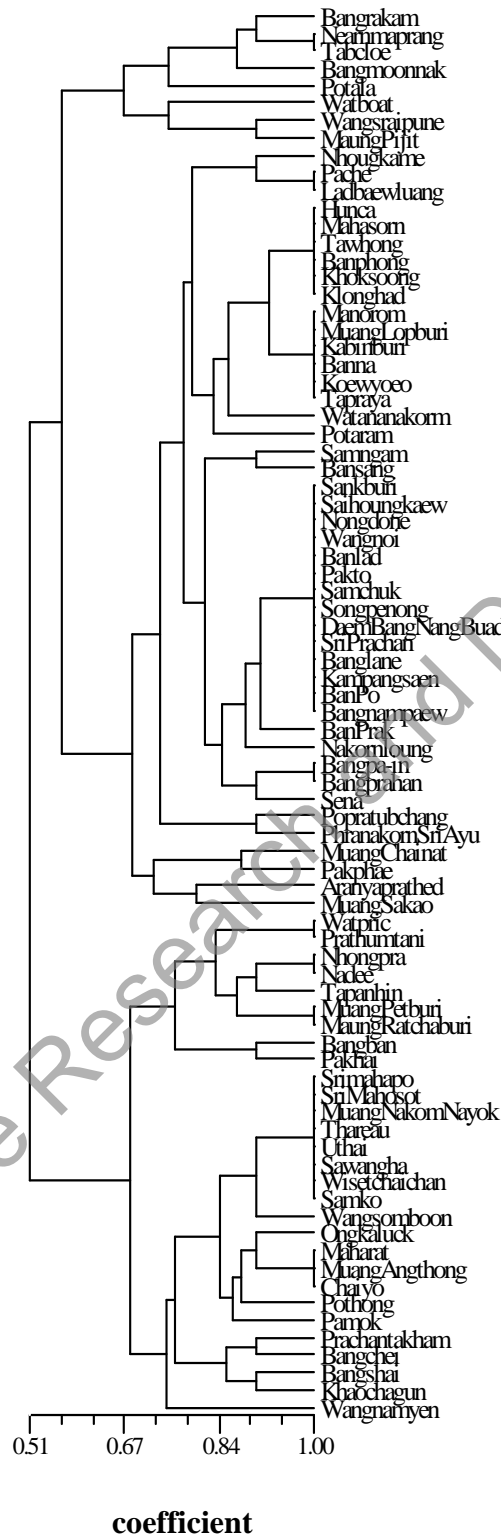 Bangrakam
Neammaprang
Tabcloe
Bangmoonnak
Potala
Watboat
Wangsraipune
MaungPijit
Nhougkame
Pache
Ladbaewluang
Hunca
Mahasorn
Tawhong
Banphong
Khoksoong
Klonghad
Manorom
MuangLopburi
Kabinburi
Banna
Koewyoeo
Tapraya
Watananakorm
Potaram
Samngam
Bansang
Sankburi
Saihoungkaew
Nongdone
Wangnoi
Banlad
Pakto
Samchuk
Songpenong
DaemBangNangBuad
SriPrachan
Banglane
Kampangsaen
BanPo
Bangnampaew
BanPrak
Nakornloung
Bangpa-in
Bangprahan
Sena
Popratubchang
PhranakornSriAyu
MuangChainat
Pakphae
Aranyaprathed
MuangSakao
Watpric
Prathumtani
Nhongpra
Nadee
Tapanhin
MuangPetburi
MaungRatchaburi
Bangban
Pakhai
Srimahapo
SriMahosot
MuangNakornNayok
Thareau
Uthai
Sawangha
Wisetchaichan
Samko
Wangsomboon
Ongkaluck
Maharat
MuangAngthong
Chaiyo
Pothong
Pamok
Prachantakham
Bangchei
Bangshai
Khaochagun
Wangnamyen
0.51 0.67 0.84 1.00
coefficient
e Research and